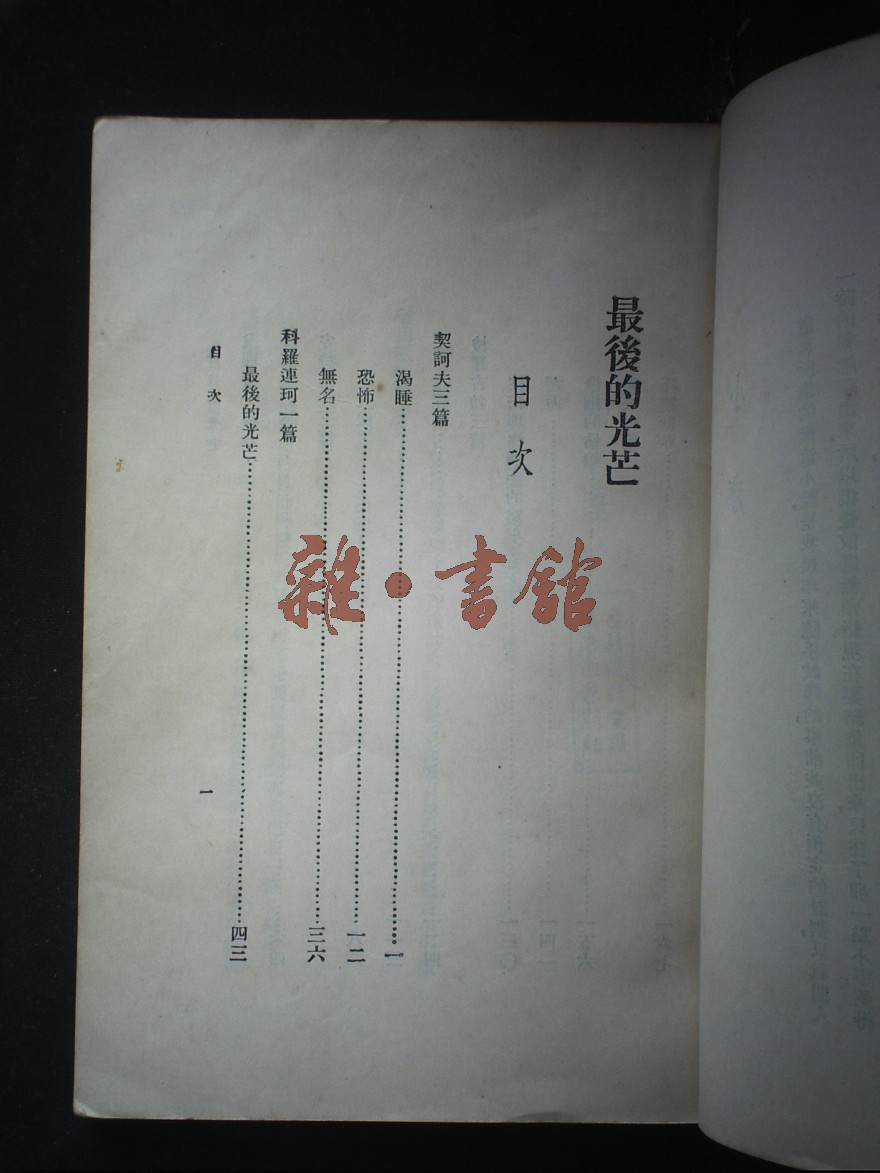 最後的光芒
目次
契訶夫三篇
渴睡……一
恐怖……一二
無名……三六
科羅連珂一篇
最後的光芒……四三
目次
一
雜·書館